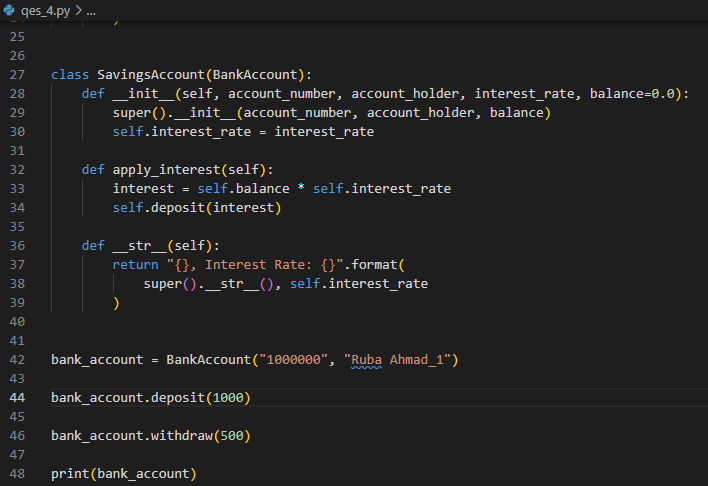 qes_4.py > ...
25
26
27 class SavingsAccount(BankAccount):
28     def __init__(self, account_number, account_holder, interest_rate, balance=0.0):
29         super().__init__(account_number, account_holder, balance)
30         self.interest_rate = interest_rate
31
32     def apply_interest(self):
33         interest = self.balance * self.interest_rate
34         self.deposit(interest)
35
36     def __str__(self):
37         return "{}, Interest Rate: {}".format(
38             super().__str__(), self.interest_rate
39         )
40
41
42 bank_account = BankAccount("1000000", "Ruba Ahmad_1")
43
44 bank_account.deposit(1000)
45
46 bank_account.withdraw(500)
47
48 print(bank_account)